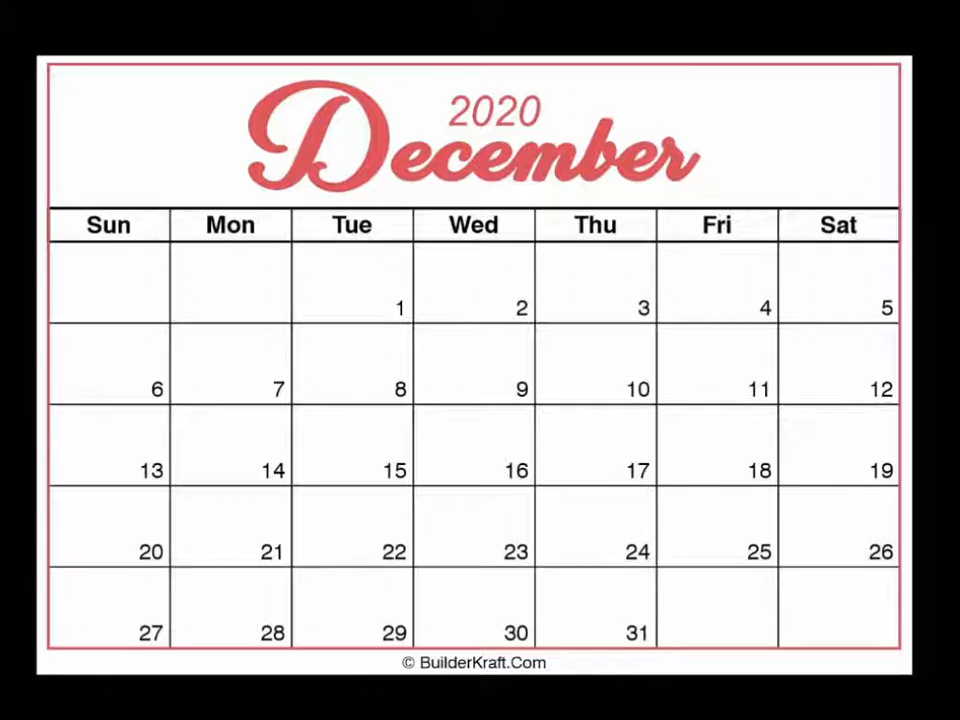 2020
December
Sun Mon Tue Wed Thu Fri Sat
1 2 3 4 5
6 7 8 9 10 11 12
13 14 15 16 17 18 19
20 21 22 23 24 25 26
27 28 29 30 31
© BuilderKraft.Com